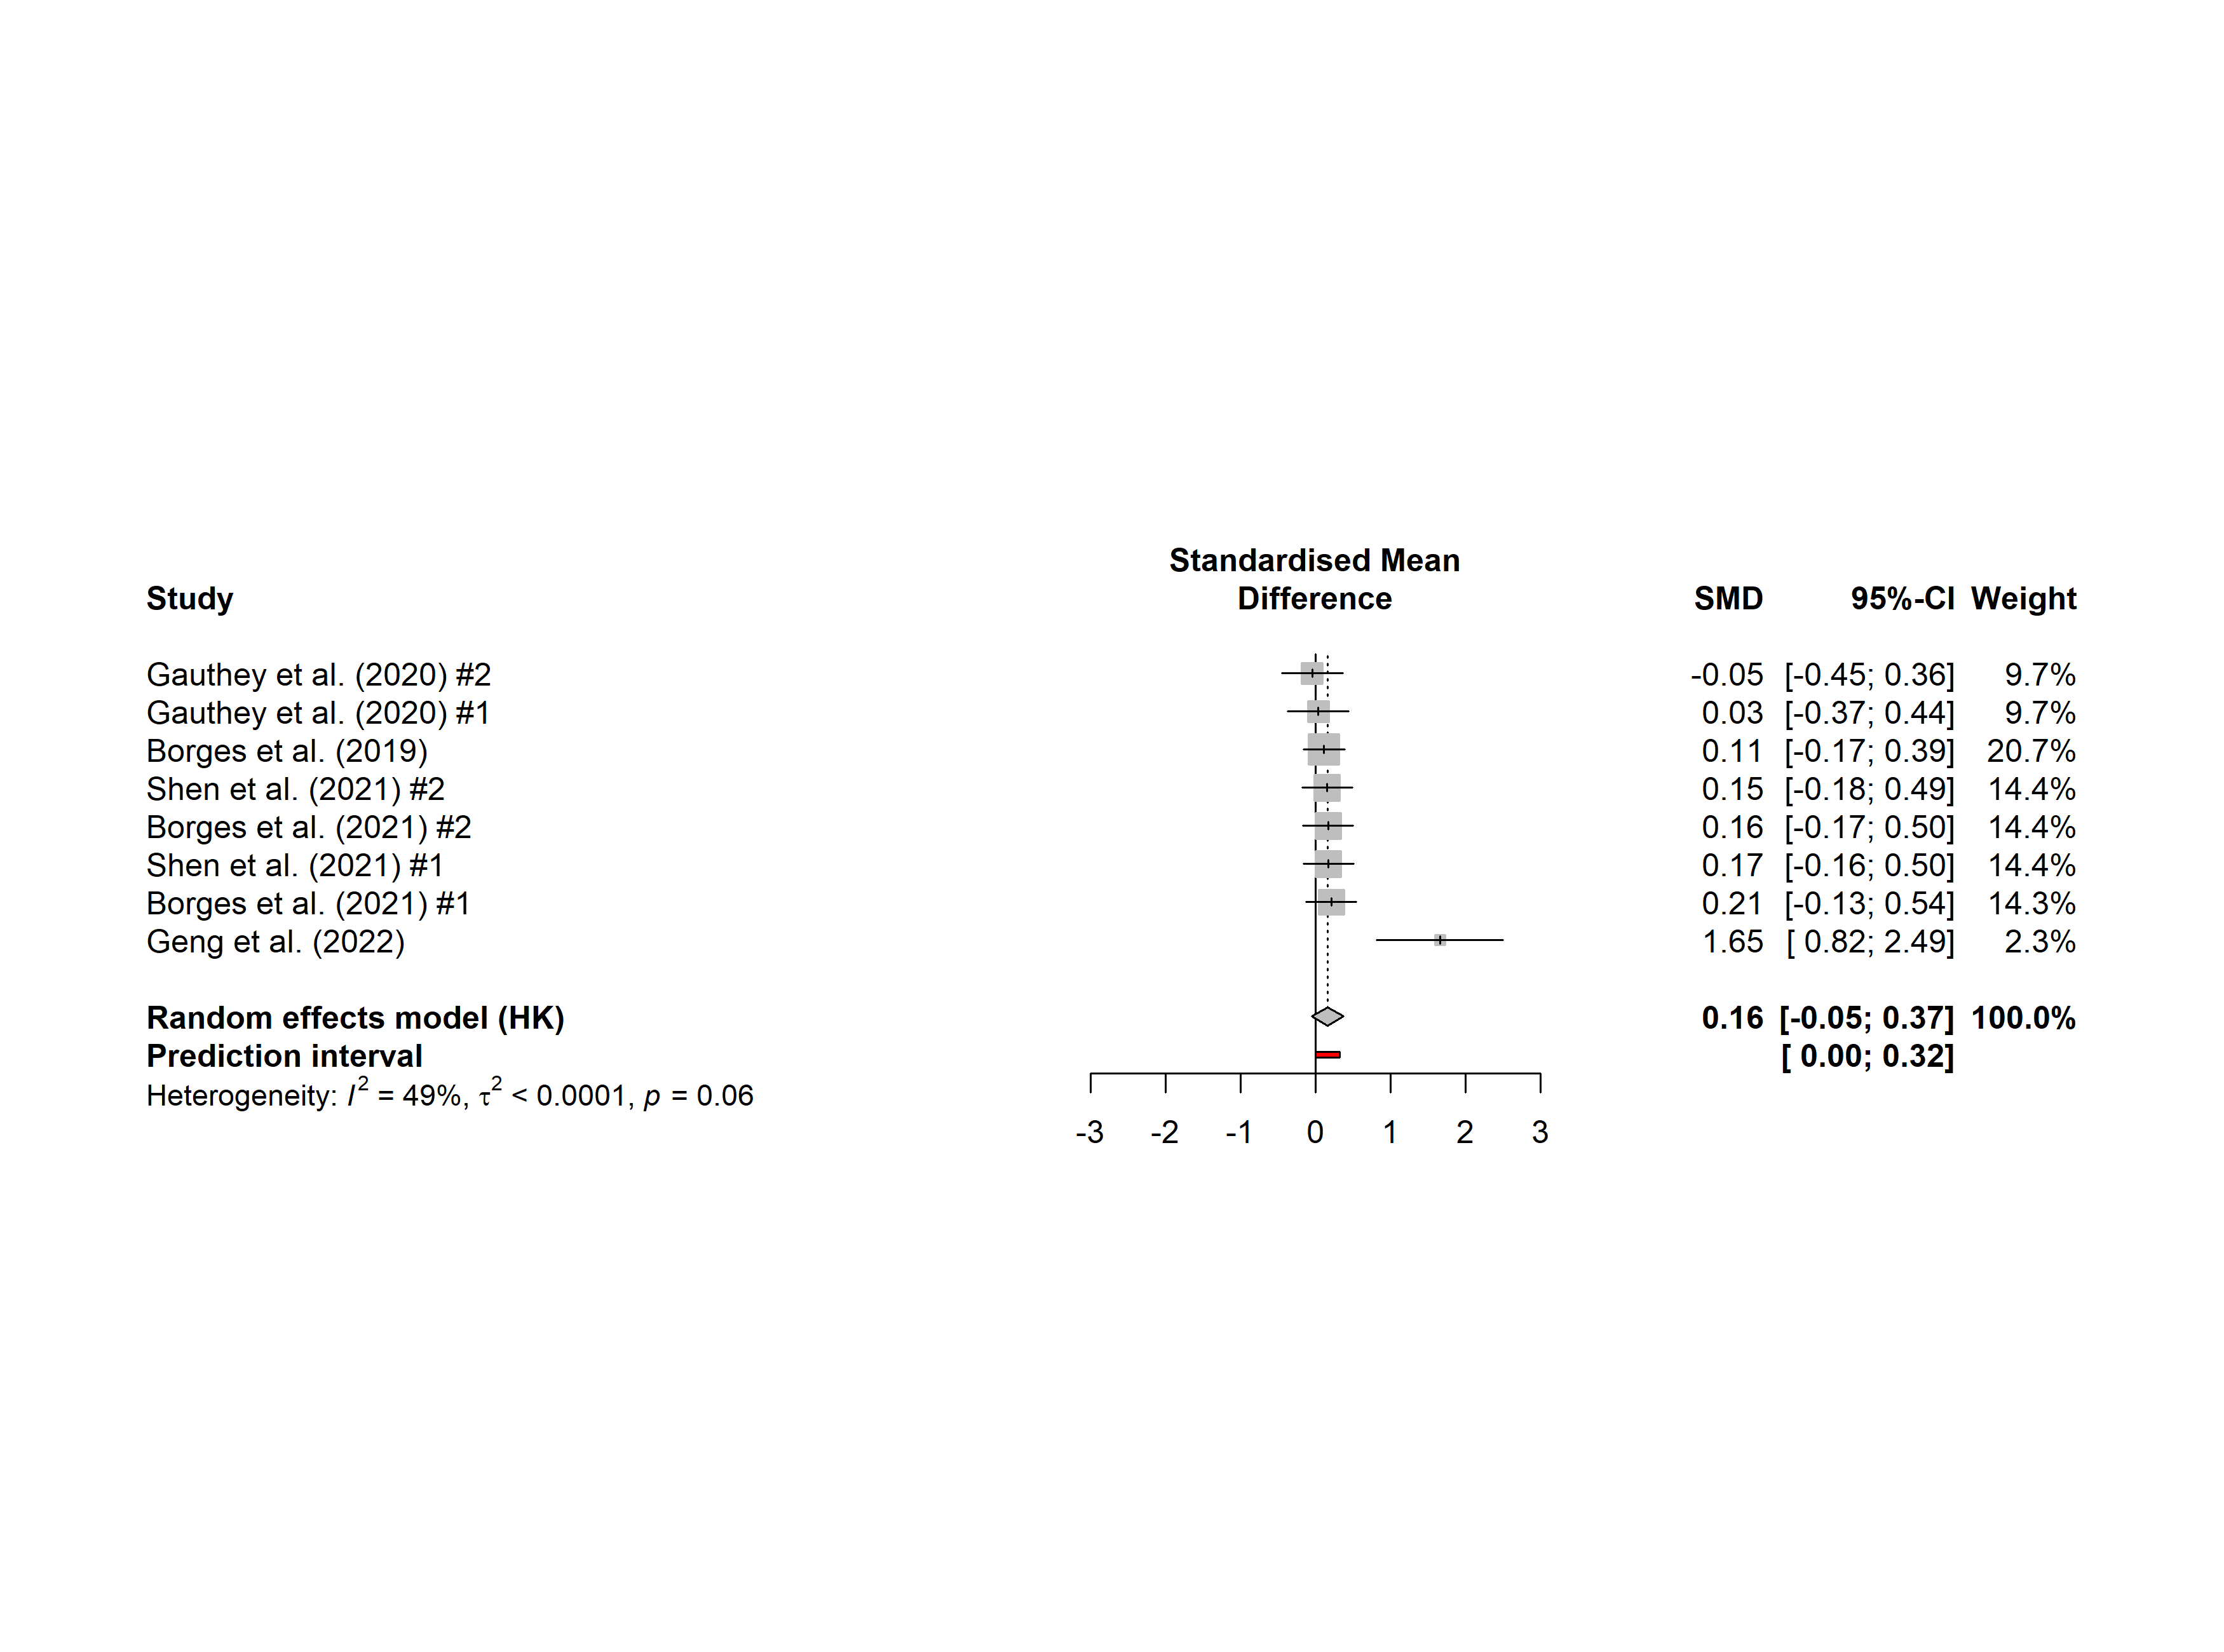 Standardised Mean
Study Difference SMD 95%-CI Weight
Gauthey et al. (2020) #2 -0.05 [-0.45; 0.36] 9.7%
Gauthey et al. (2020) #1 0.03 [-0.37; 0.44] 9.7%
Borges et al. (2019) 0.11 [-0.17; 0.39] 20.7%
Shen et al. (2021) #2 0.15 [-0.18; 0.49] 14.4%
Borges et al. (2021) #2 0.16 [-0.17; 0.50] 14.4%
Shen et al. (2021) #1 0.17 [-0.16; 0.50] 14.4%
Borges et al. (2021) #1 0.21 [-0.13; 0.54] 14.3%
Geng et al. (2022) 1.65 [ 0.82; 2.49] 2.3%
Random effects model (HK) 0.16 [-0.05; 0.37] 100.0%
Prediction interval [ 0.00; 0.32]
Heterogeneity: I² = 49%, τ² < 0.0001, p = 0.06
-3 -2 -1 0 1 2 3